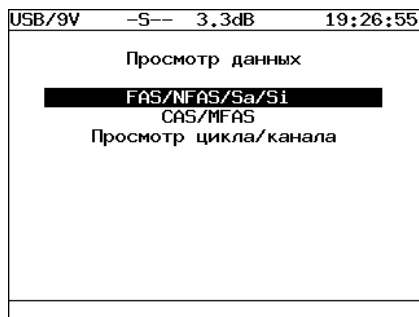 USB/9V -S-- 3.3dB 19:26:55
Просмотр данных
FAS/NFAS/Sa/Si
CAS/MFAS
Просмотр цикла/канала